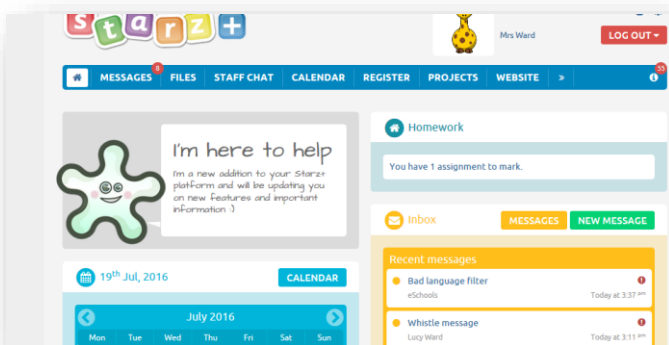 starz+
Mrs Ward
LOG OUT
8
MESSAGES FILES STAFF CHAT CALENDAR REGISTER PROJECTS WEBSITE »
55
I'm here to help
I'm a new addition to your Starz+
platform and will be updating you
on new features and important
information :)
Homework
You have 1 assignment to mark.
Inbox
MESSAGES
NEW MESSAGE
Recent messages
Bad language filter
eSchools
Today at 3:37 pm
Whistle message
Lucy Ward
Today at 3:11 pm
19th Jul, 2016
CALENDAR
July 2016
Mon Tue Wed Thu Fri Sat Sun